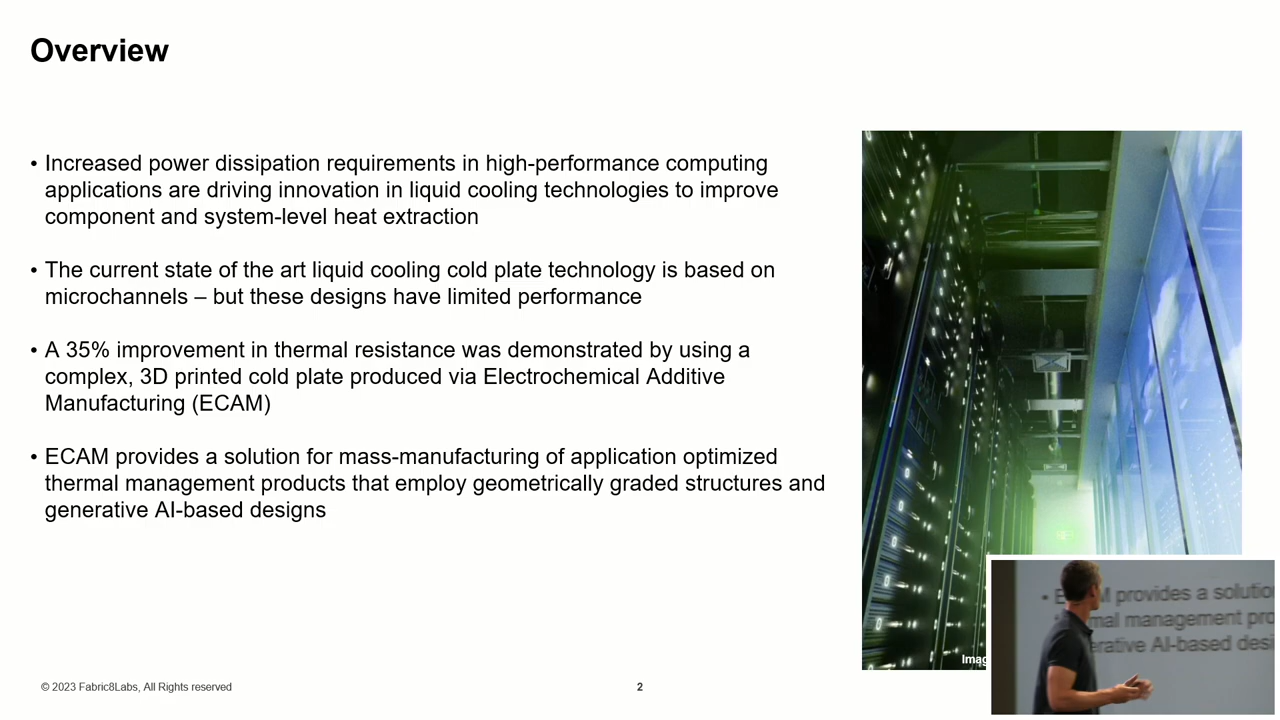 Overview
• Increased power dissipation requirements in high-performance computing
applications are driving innovation in liquid cooling technologies to improve
component and system-level heat extraction
• The current state of the art liquid cooling cold plate technology is based on
microchannels – but these designs have limited performance
• A 35% improvement in thermal resistance was demonstrated by using a
complex, 3D printed cold plate produced via Electrochemical Additive
Manufacturing (ECAM)
• ECAM provides a solution for mass-manufacturing of application optimized
thermal management products that employ geometrically graded structures and
generative AI-based designs
© 2023 Fabric8Labs, All Rights reserved
2
provides a solution
management
AI-based